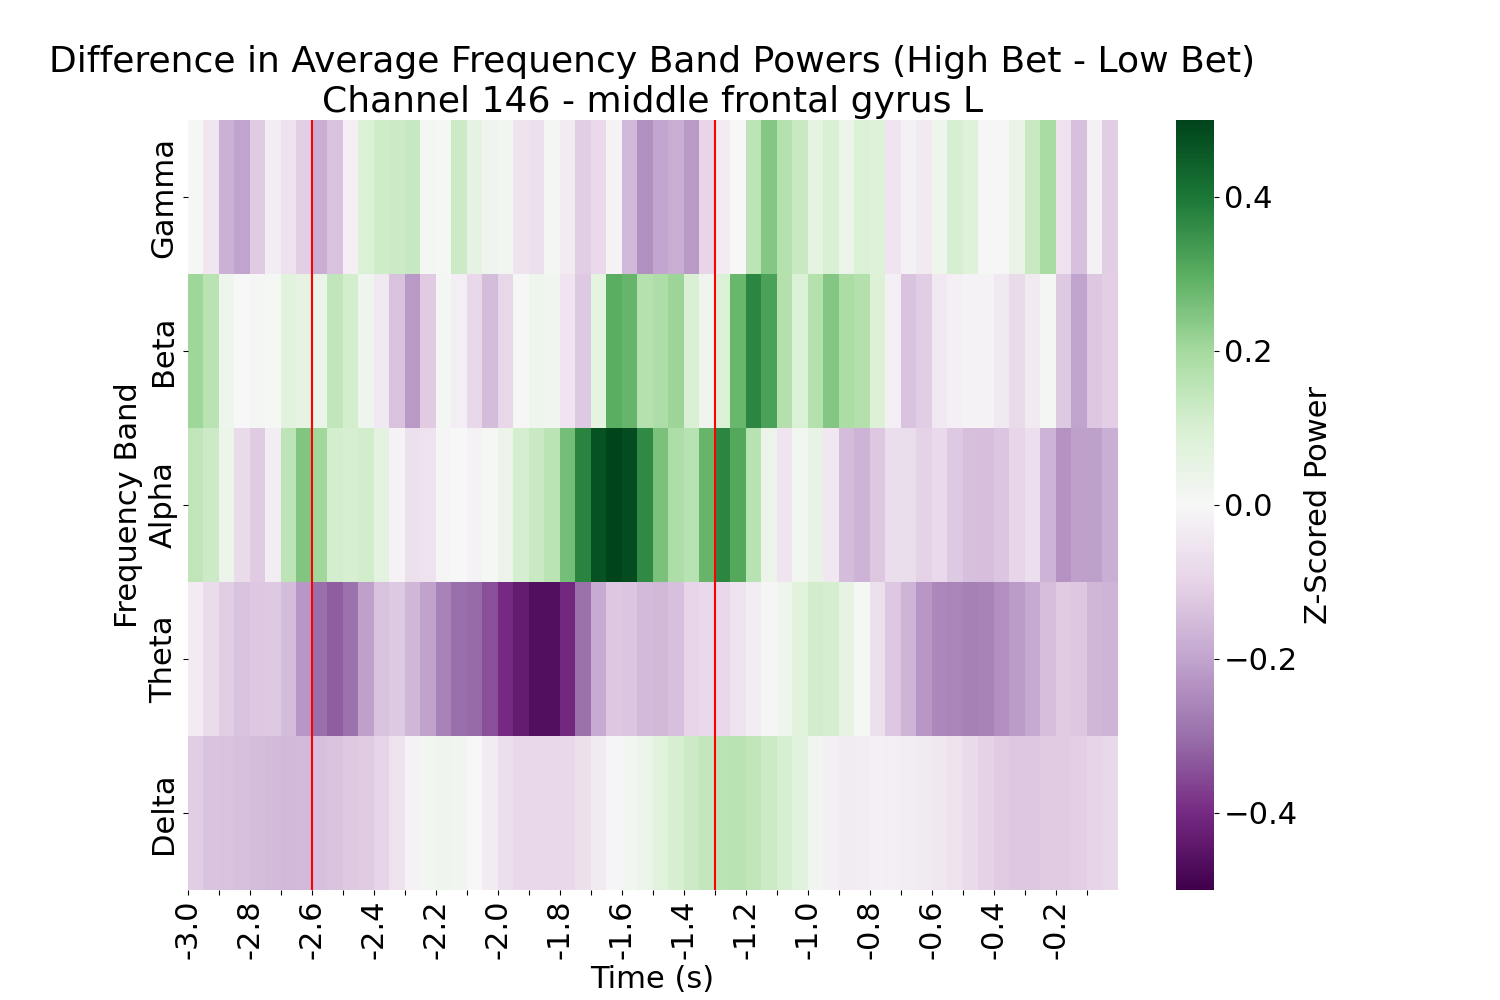 Difference in Average Frequency Band Powers (High Bet - Low Bet)
Channel 146 - middle frontal gyrus L
Frequency Band
Gamma
Beta
Alpha
Theta
Delta
-3.0
-2.8
-2.6
-2.4
-2.2
-2.0
-1.8
-1.6
-1.4
-1.2
-1.0
-0.8
-0.6
-0.4
-0.2
Time (s)
0.4
0.2
0.0
−0.2
−0.4
Z-Scored Power